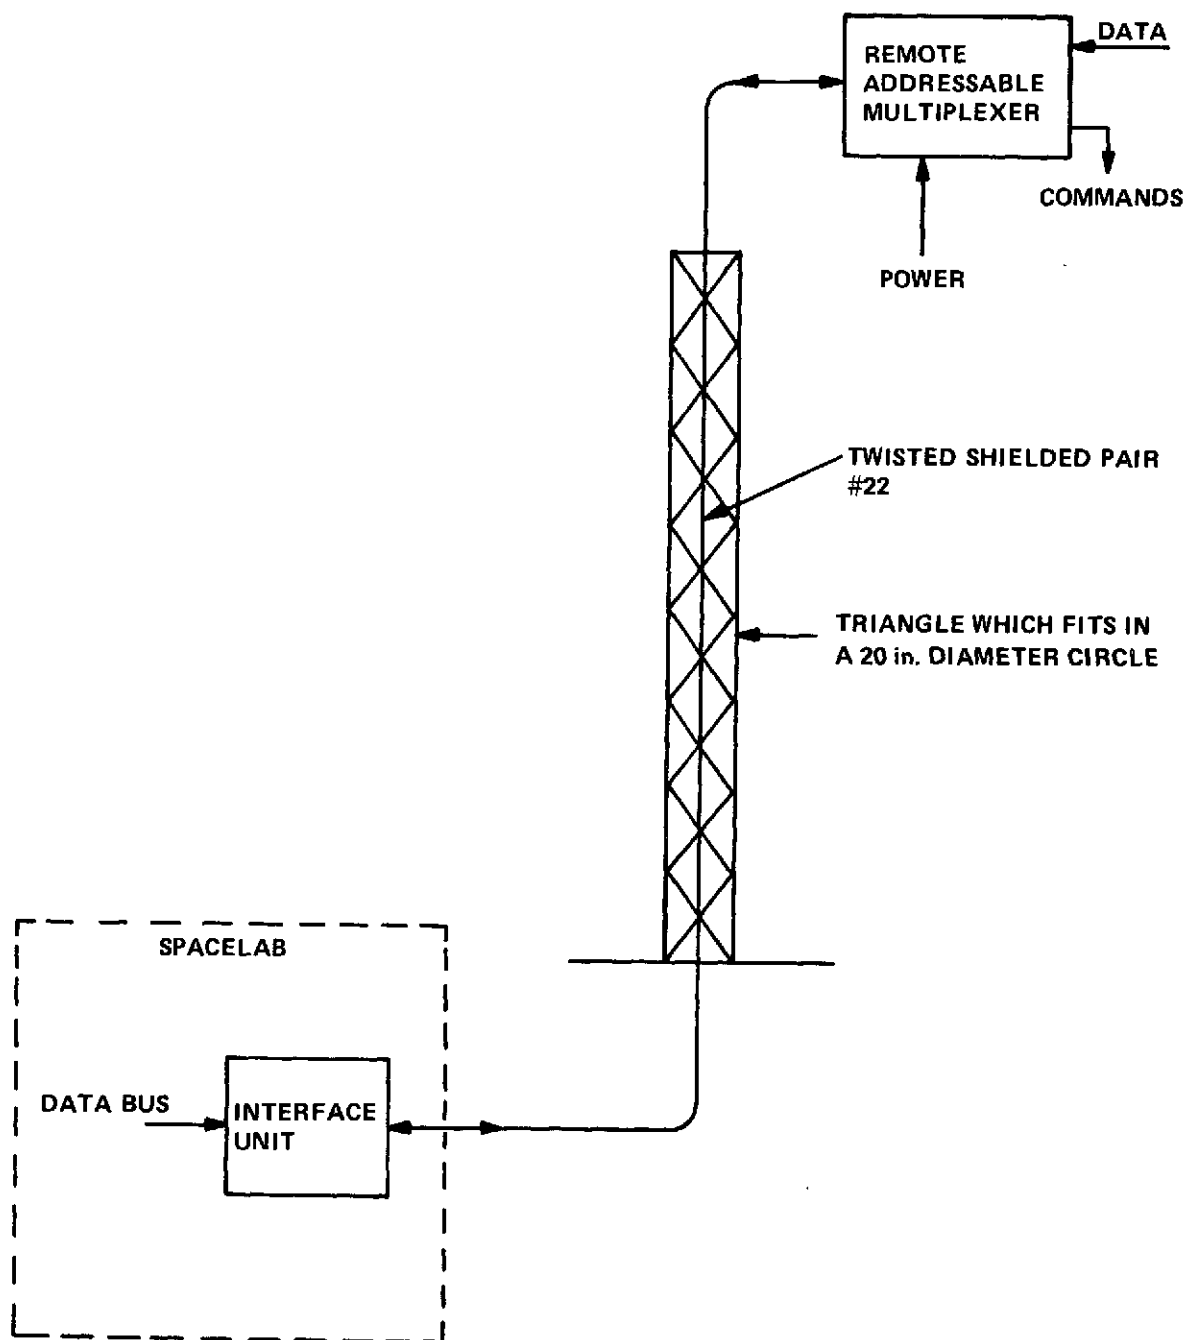 REMOTE
ADDRESSABLE
MULTIPLEXER
DATA
COMMANDS
POWER
TWISTED SHIELDED PAIR
#22
TRIANGLE WHICH FITS IN
A 20 in. DIAMETER CIRCLE
SPACELAB
DATA BUS
INTERFACE
UNIT